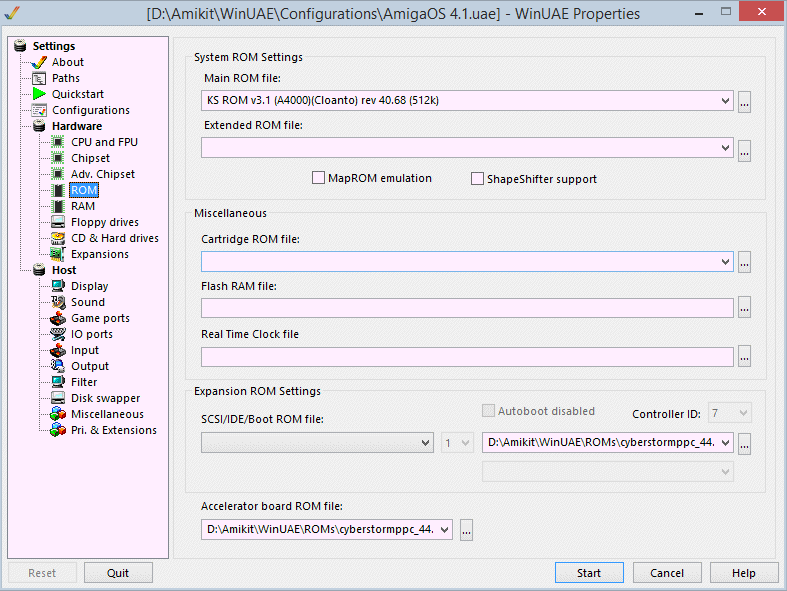 [D:\Amikit\WinUAE\Configurations\AmigaOS 4.1.uae] - WinUAE Properties
Settings
About
Paths
Quickstart
Configurations
Hardware
CPU and FPU
Chipset
Adv. Chipset
ROM
RAM
Floppy drives
CD & Hard drives
Expansions
Host
Display
Sound
Game ports
IO ports
Input
Output
Filter
Disk swapper
Miscellaneous
Pri. & Extensions
System ROM Settings
Main ROM file:
KS ROM v3.1 (A4000)(Cloanto) rev 40.68 (512k)
...
Extended ROM file:
...
MapROM emulation
ShapeShifter support
Miscellaneous
Cartridge ROM file:
...
Flash RAM file:
...
Real Time Clock file
...
Expansion ROM Settings
Autoboot disabled
Controller ID:
7
SCSI/IDE/Boot ROM file:
1
D:\Amikit\WinUAE\ROMs\cyberstormppc_44.
...
Accelerator board ROM file:
D:\Amikit\WinUAE\ROMs\cyberstormppc_44.
...
Reset
Quit
Start
Cancel
Help